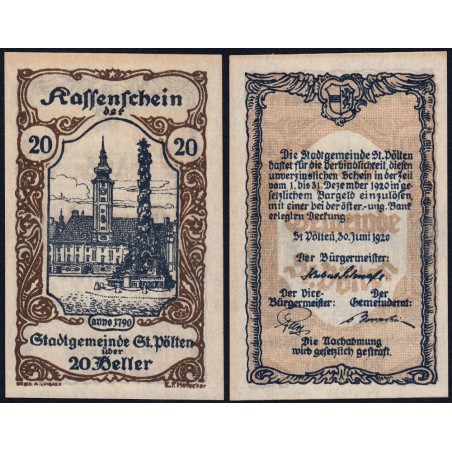 Kassenschein
der
20 20
anno 1790
Stadtgemeinde St. Pölten
über
20 Heller
Die Stadtgemeinde St. Pölten
haftet für die Verbindlichkeit, diesen
unverzinslichen Schein in der Zeit
vom 1. bis 31. Dezember 1920 in ge-
setzlichem Bargeld einzulösen,
mit einer bei der öster.-ung. Bank
erlegten Deckung.
St. Pölten, 30. Juni 1920
Der Bürgermeister:
Der Vice-
Bürgermeister:
Der
Gemeinderat:
Die Nachahmung
wird gesetzlich gestraft.